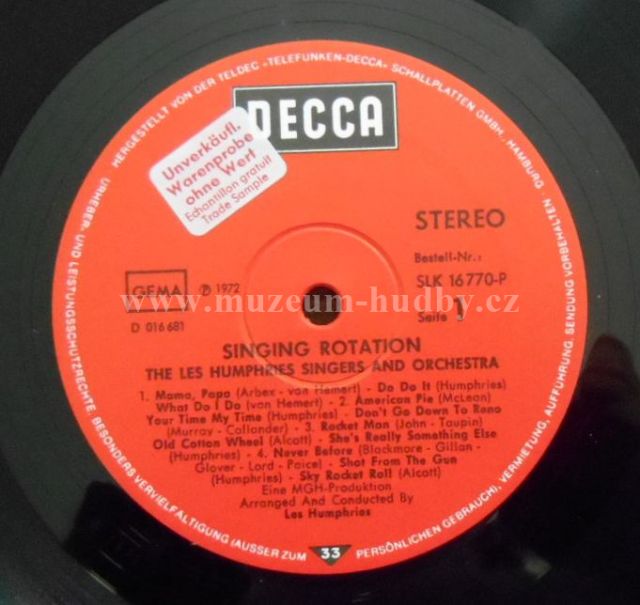 HERGESTELLT VON DER TELDEC »TELEFUNKEN-DECCA« SCHALLPLATTEN GMBH, HAMBURG · URHEBER- UND LEISTUNGSSCHUTZRECHTE, BESONDERS VERVIELFÄLTIGUNG (AUSSER ZUM PERSÖNLICHEN GEBRAUCH), VERMIETUNG, AUFFÜHRUNG, SENDUNG VORBEHALTEN
DECCA
Unverkäufl.
Warenprobe
ohne Wert
Echantillon gratuit
Trade Sample
STEREO
Bestell-Nr.:
SLK 16 770-P
GEMA
℗ 1972
www.muzeum-hudby.cz
Seite 1
D 016 681
SINGING ROTATION
THE LES HUMPHRIES SINGERS AND ORCHESTRA
1. Mama, Papa (Arbex - van Hemert) - Do Do It (Humphries)
What Do I Do (van Hemert) - 2. American Pie (McLean)
Your Time My Time (Humphries) - Don't Go Down To Reno
(Murray - Callander) - 3. Rocket Man (John - Taupin)
Old Cotton Wheel (Alcott) - She's Really Something Else
(Humphries) - 4. Never Before (Blackmore - Gillan -
Glover - Lord - Paice) - Shot From The Gun
(Humphries) - Sky Rocket Roll (Alcott)
Eine MGH-Produktion
Arranged And Conducted By
Les Humphries
33